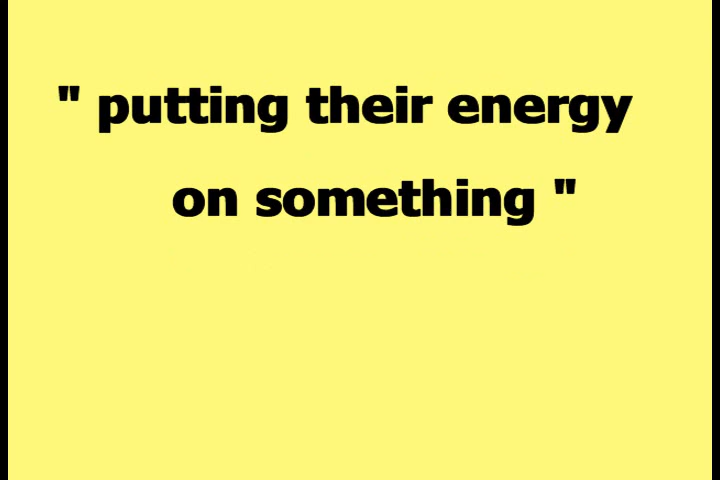 " putting their energy
on something "